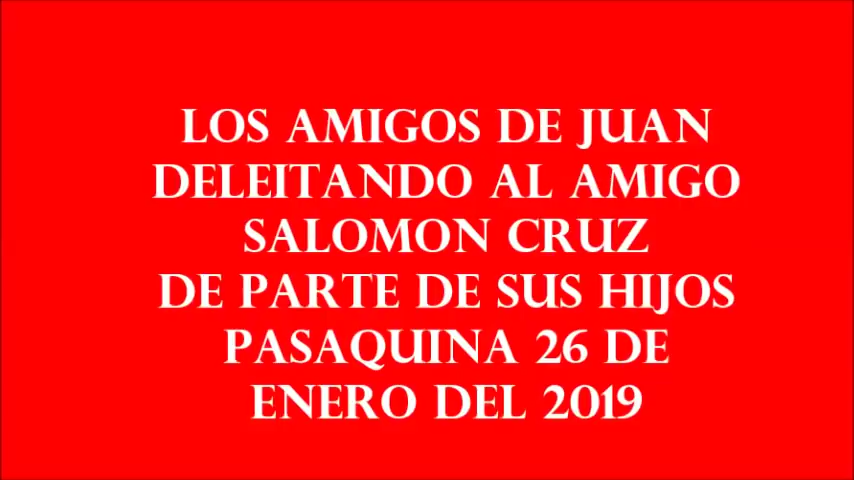 LOS AMIGOS DE JUAN
DELEITANDO AL AMIGO
SALOMON CRUZ
DE PARTE DE SUS HIJOS
PASAQUINA 26 DE
ENERO DEL 2019